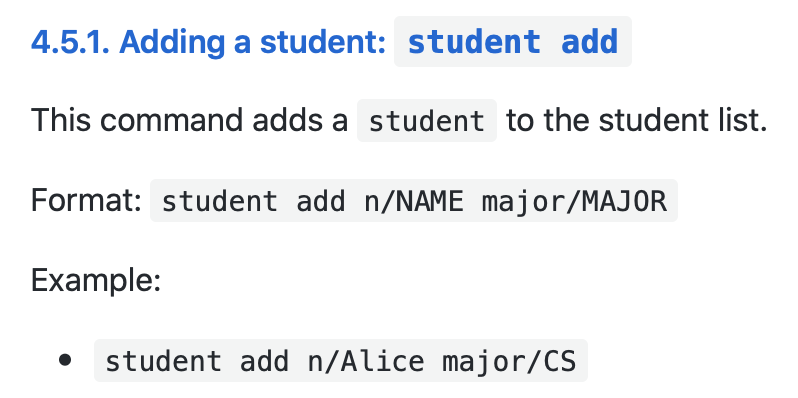 4.5.1. Adding a student: student add
This command adds a student to the student list.
Format: student add n/NAME major/MAJOR
Example:
• student add n/Alice major/CS